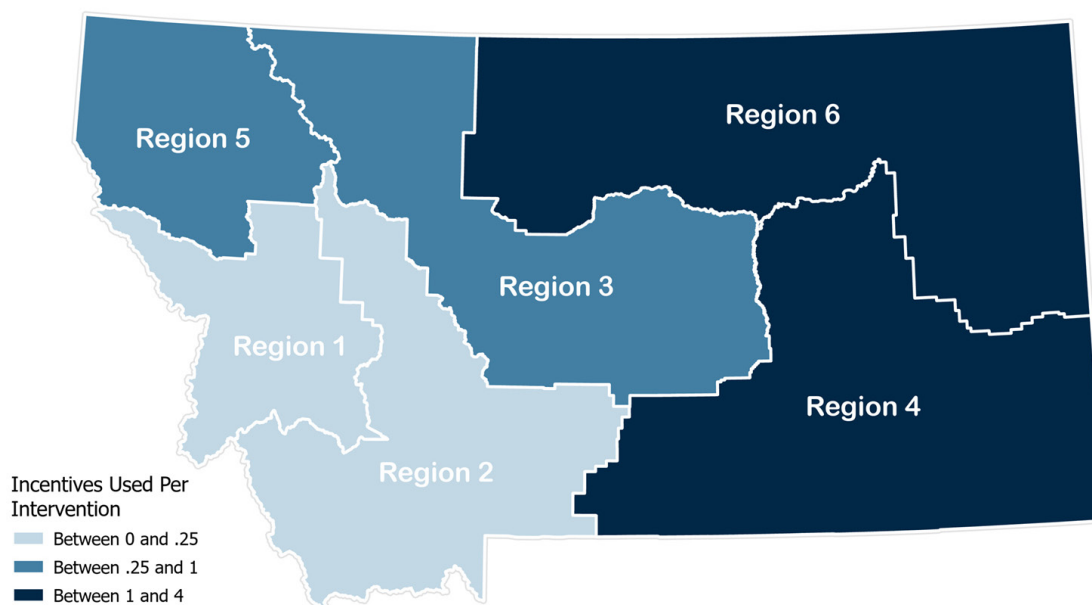 Region 5
Region 6
Region 3
Region 1
Region 4
Region 2
Incentives Used Per
Intervention
Between 0 and .25
Between .25 and 1
Between 1 and 4